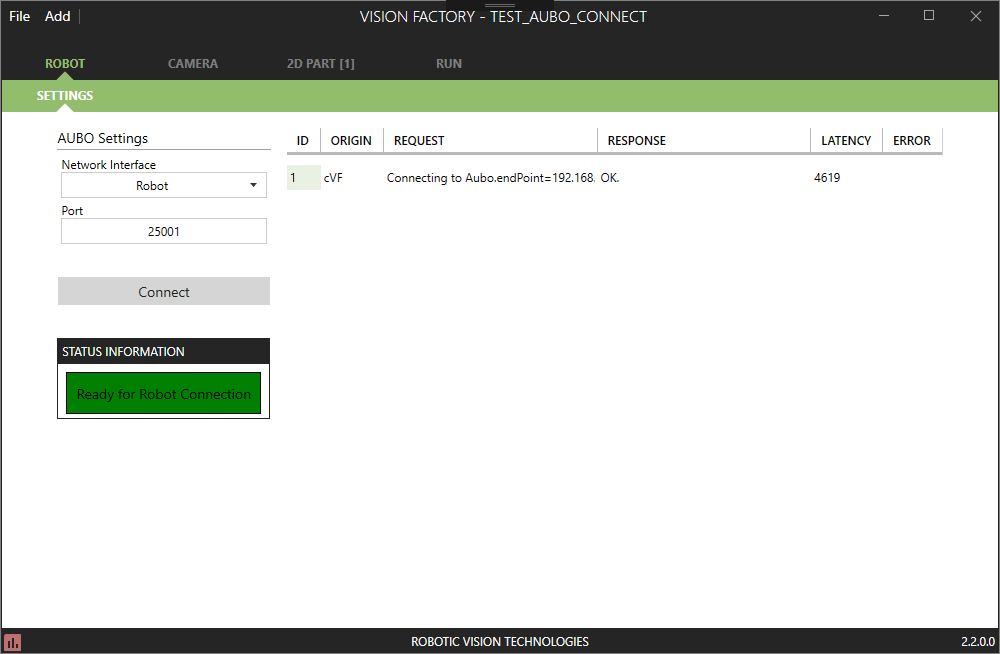 File Add VISION FACTORY - TEST_AUBO_CONNECT
ROBOT CAMERA 2D PART [1] RUN
SETTINGS
AUBO Settings
Network Interface
Robot
Port
25001
Connect
STATUS INFORMATION
Ready for Robot Connection
ID ORIGIN REQUEST RESPONSE LATENCY ERROR
1 cVF Connecting to Aubo.endPoint=192.168. OK. 4619
ROBOTIC VISION TECHNOLOGIES 2.2.0.0